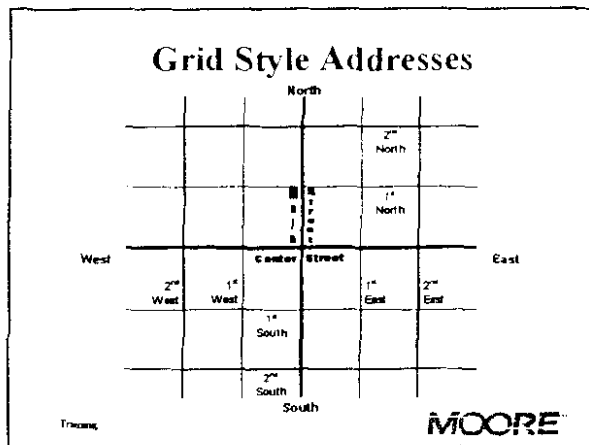 Grid Style Addresses
North
2nd
North
1st
North
Main
Street
West
Center Street
East
2nd
West
1st
West
1st
East
2nd
East
1st
South
2nd
South
South
Training
MOORE